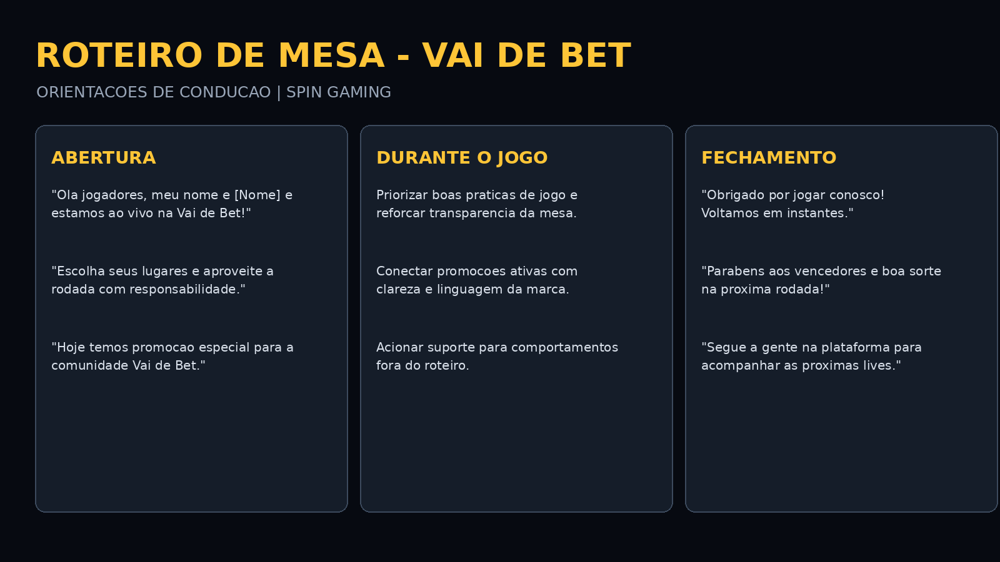 ROTEIRO DE MESA - VAI DE BET
ORIENTACOES DE CONDUCAO | SPIN GAMING
ABERTURA
"Ola jogadores, meu nome e [Nome] e
estamos ao vivo na Vai de Bet!"
"Escolha seus lugares e aproveite a
rodada com responsabilidade."
"Hoje temos promocao especial para a
comunidade Vai de Bet."
DURANTE O JOGO
Priorizar boas praticas de jogo e
reforcar transparencia da mesa.
Conectar promocoes ativas com
clareza e linguagem da marca.
Acionar suporte para comportamentos
fora do roteiro.
FECHAMENTO
"Obrigado por jogar conosco!
Voltamos em instantes."
"Parabens aos vencedores e boa sorte
na proxima rodada!"
"Segue a gente na plataforma para
acompanhar as proximas lives."